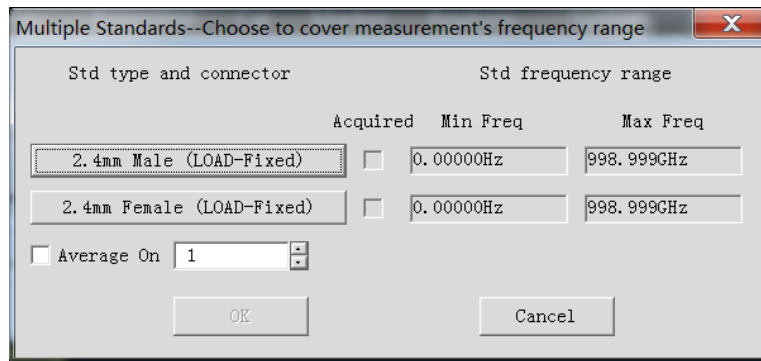 Multiple Standards--Choose to cover measurement's frequency range X
Std type and connector Std frequency range
Acquired Min Freq Max Freq
2.4mm Male (LOAD-Fixed) 0.00000Hz 998.999GHz
2.4mm Female (LOAD-Fixed) 0.00000Hz 998.999GHz
Average On 1
OK Cancel